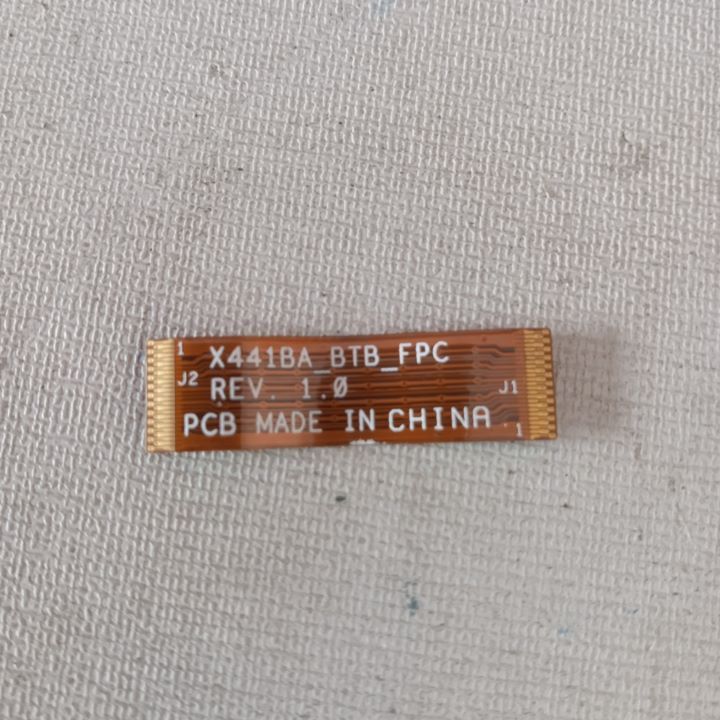 1
X441BA_BTB_FPC
J2
REV. 1.0
J1
PCB MADE IN CHINA
1